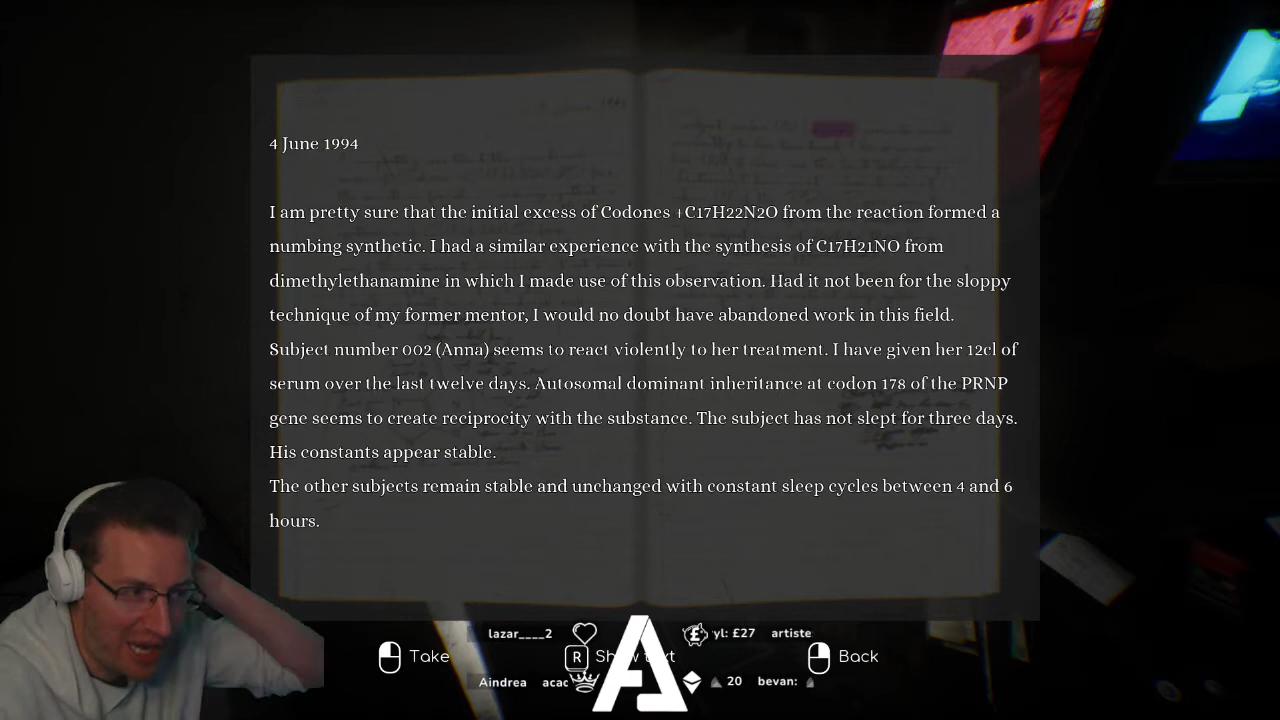 4 June 1994
I am pretty sure that the initial excess of Codones +C17H22N2O from the reaction formed a
numbing synthetic. I had a similar experience with the synthesis of C17H21NO from
dimethylethanamine in which I made use of this observation. Had it not been for the sloppy
technique of my former mentor, I would no doubt have abandoned work in this field.
Subject number 002 (Anna) seems to react violently to her treatment. I have given her 12cl of
serum over the last twelve days. Autosomal dominant inheritance at codon 178 of the PRNP
gene seems to create reciprocity with the substance. The subject has not slept for three days.
His constants appear stable.
The other subjects remain stable and unchanged with constant sleep cycles between 4 and 6
hours.
lazar____2 yl: £27 artiste
Take R text Back
Aindrea acac 20 bevan: